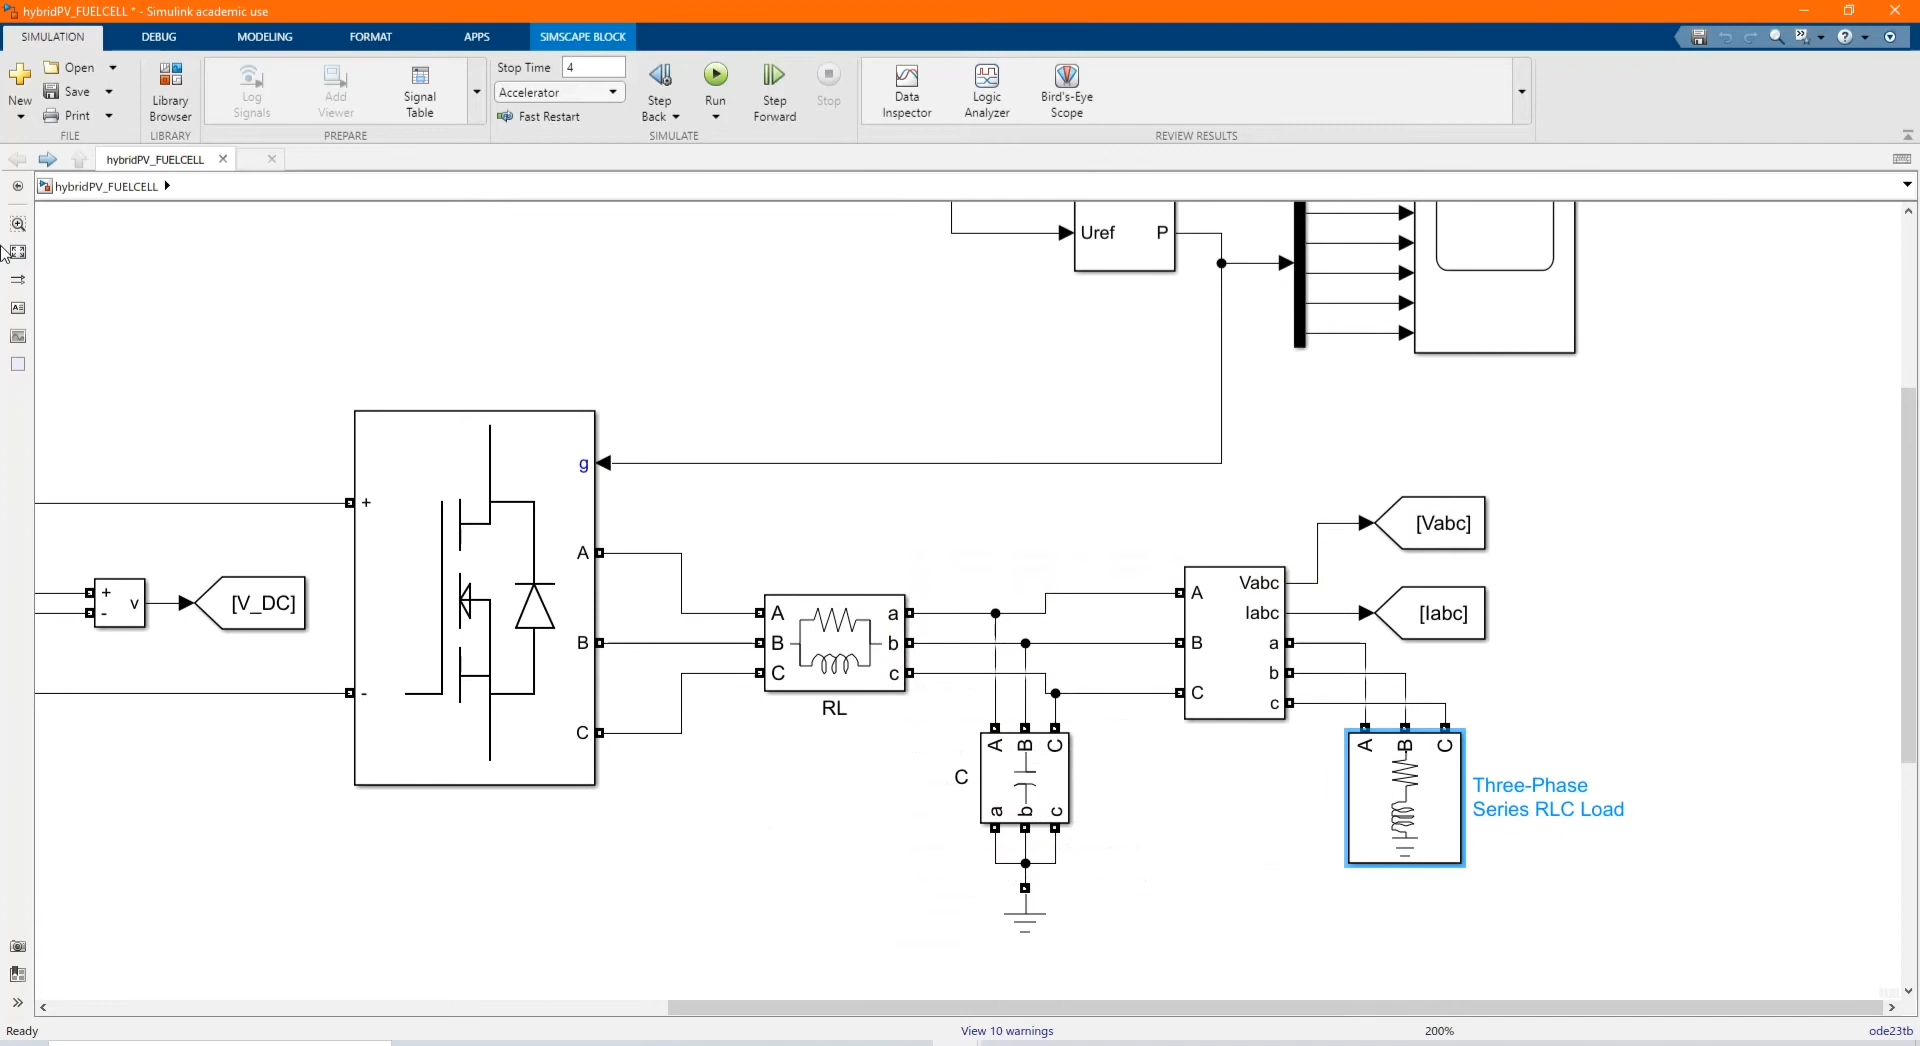 hybridPV_FUELCELL * - Simulink academic use
SIMULATION
DEBUG
MODELING
FORMAT
APPS
SIMSCAPE BLOCK
New
Open
Save
Print
FILE
Library
Browser
LIBRARY
Log
Signals
Add
Viewer
Signal
Table
PREPARE
Stop Time 4
Accelerator
Fast Restart
Step
Back
Run
Step
Forward
Stop
SIMULATE
Data
Inspector
Logic
Analyzer
Bird's-Eye
Scope
REVIEW RESULTS
hybridPV_FUELCELL
hybridPV_FUELCELL
Uref P
g
+
-
A
B
C
+
-
v
[V_DC]
A
B
C
a
b
c
RL
A B C
a b c
C
A
B
C
Vabc
Iabc
a
b
c
[Vabc]
[Iabc]
A B C
Three-Phase
Series RLC Load
Ready
View 10 warnings
200%
ode23tb